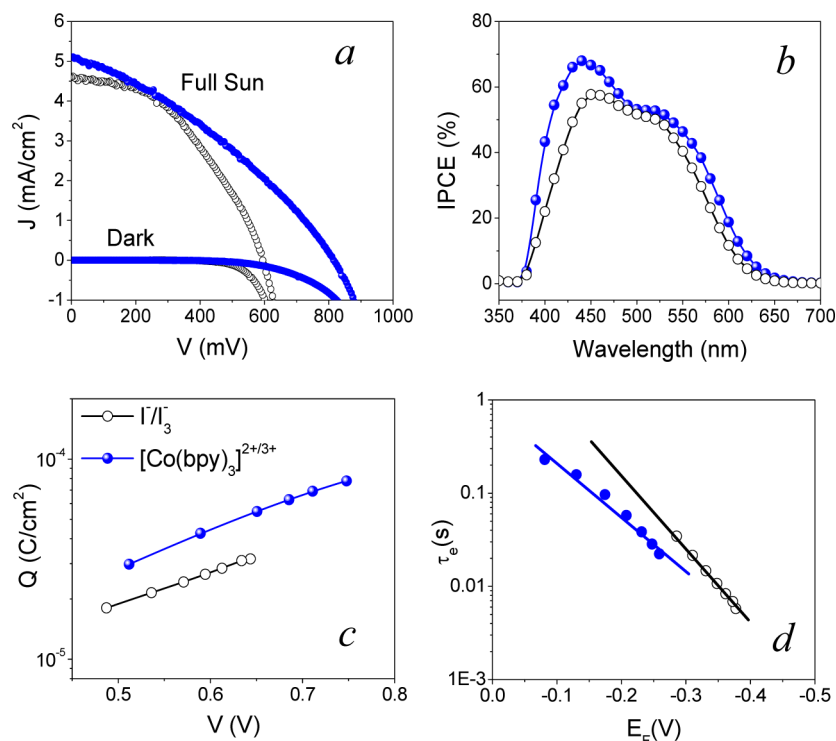 a
Full Sun
Dark
J (mA/cm²)
6
5
4
3
2
1
0
-1
0 200 400 600 800 1000
V (mV)
b
IPCE (%)
80
60
40
20
0
350 400 450 500 550 600 650 700
Wavelength (nm)
I⁻/I₃⁻
[Co(bpy)₃]²⁺/³⁺
Q (C/cm²)
10⁻⁴
10⁻⁵
c
0.5 0.6 0.7 0.8
V (V)
τₑ(s)
1
0.1
0.01
1E-3
d
0.0 -0.1 -0.2 -0.3 -0.4 -0.5
E_F(V)